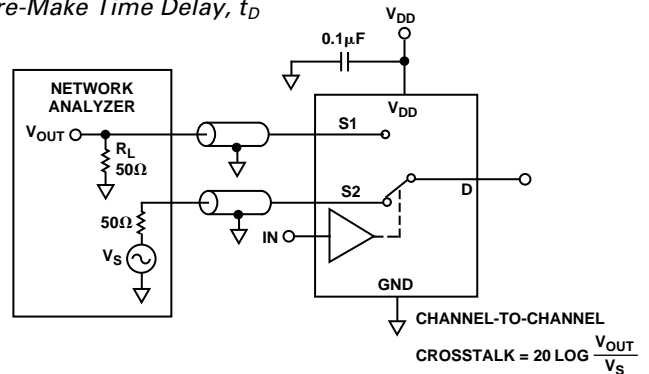 re-Make Time Delay, tD
VDD
0.1µF
NETWORK
ANALYZER
VDD
VOUT
S1
RL
50Ω
S2
D
50Ω
IN
VS
GND
CHANNEL-TO-CHANNEL
CROSSTALK = 20 LOG VOUT
VS